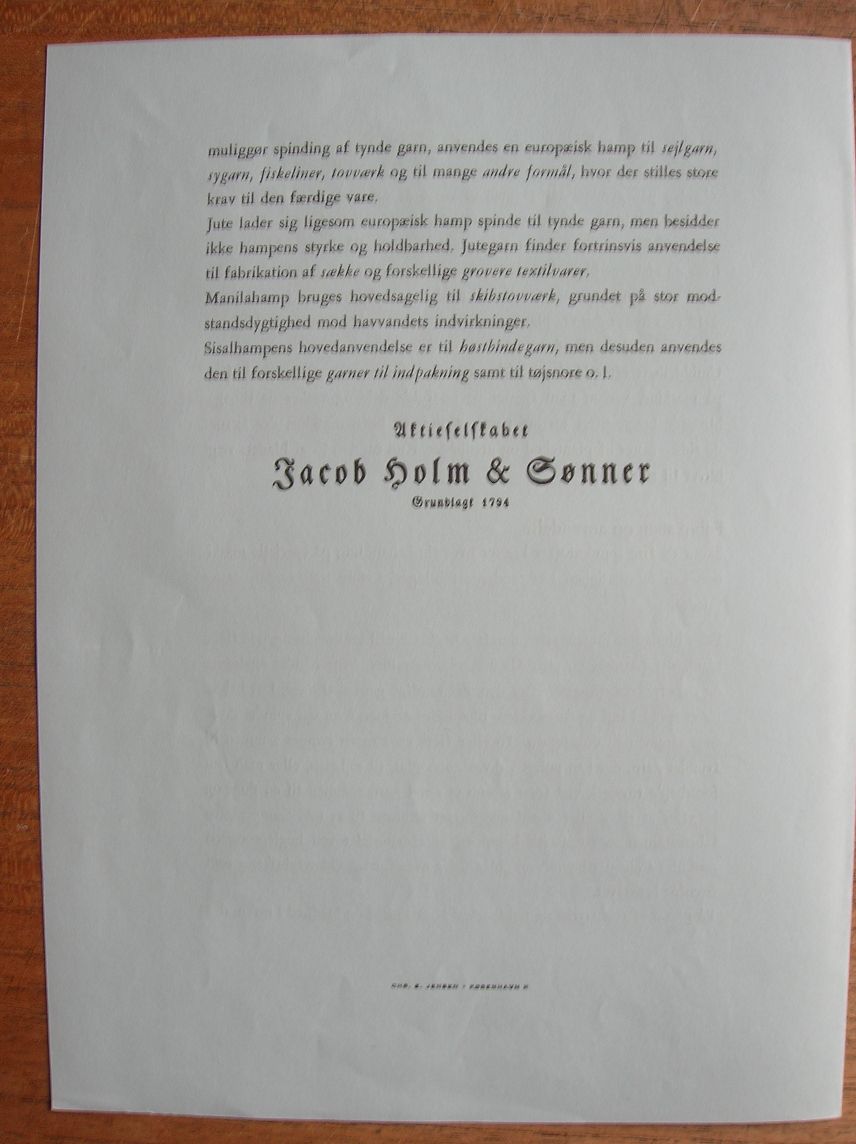 muliggør spinding af tynde garn, anvendes en europæisk hamp til sejlgarn,
sygarn, fiskeliner, tovværk og til mange andre formål, hvor der stilles store
krav til den færdige vare.
Jute lader sig ligesom europæisk hamp spinde til tynde garn, men besidder
ikke hampens styrke og holdbarhed. Jutegarn finder fortrinsvis anvendelse
til fabrikation af sække og forskellige grovere textilvarer.
Manilahamp bruges hovedsagelig til skibstovværk, grundet på stor mod-
standsdygtighed mod havvandets indvirkninger.
Sisalhampens hovedanvendelse er til høstbindegarn, men desuden anvendes
den til forskellige garner til indpakning samt til tøjsnore o. l.
Aktieselskabet
Jacob Holm & Sønner
Grundlagt 1794
JENSEN · KØBENHAVN